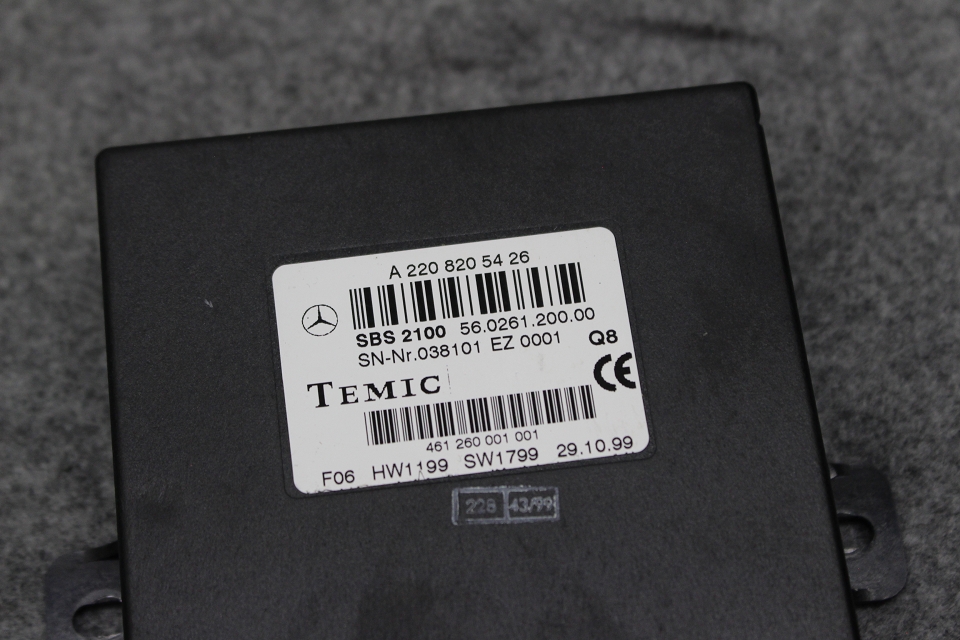 A 220 820 54 26
SBS 2100 56.0261.200.00
SN-Nr.038101 EZ 0001 Q8
CE
TEMIC
461 260 001 001
F06 HW1199 SW1799 29.10.99
228 43/99